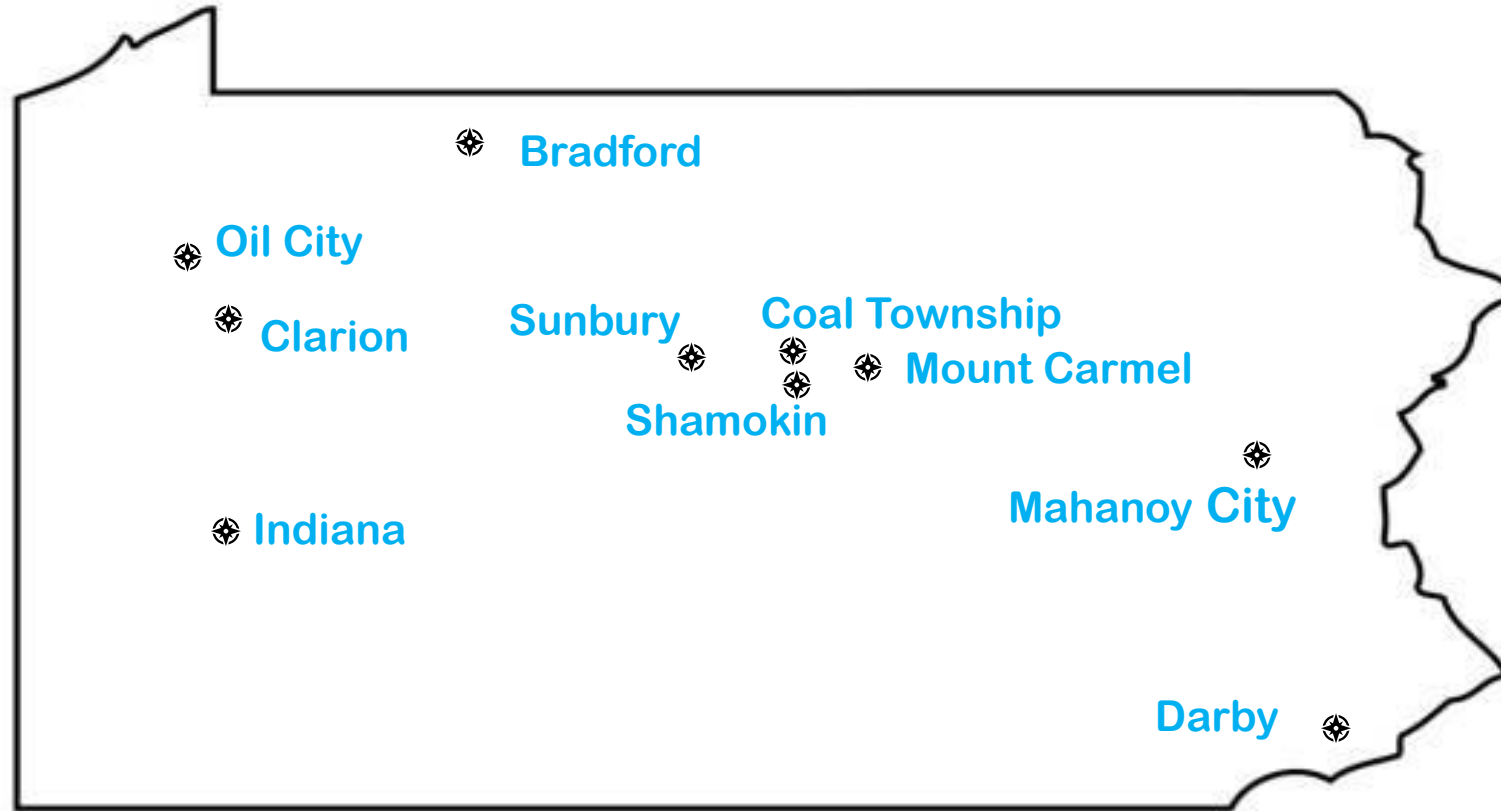 Bradford
Oil City
Clarion
Sunbury
Coal Township
Mount Carmel
Shamokin
Mahanoy City
Indiana
Darby